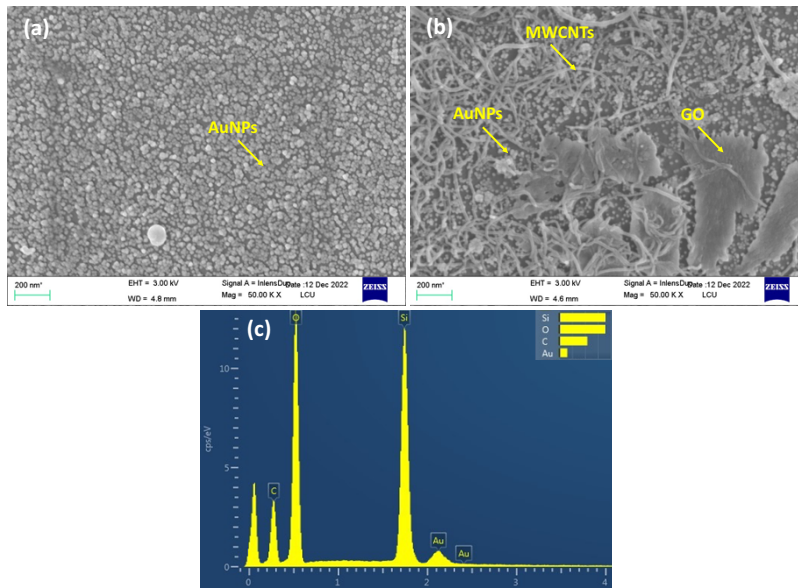 (a)
AuNPs
200 nm*
EHT = 3.00 kV
WD = 4.8 mm
Signal A = InlensDuo
Mag = 50.00 K X
Date :12 Dec 2022
LCU
ZEISS
(b)
MWCNTs
AuNPs
GO
200 nm*
EHT = 3.00 kV
WD = 4.6 mm
Signal A = InlensDuo
Mag = 50.00 K X
Date :12 Dec 2022
LCU
ZEISS
(c)
Si
O
C
Au
O
Si
C
Au
Au
cps/eV
10
5
0
0
1
2
3
4